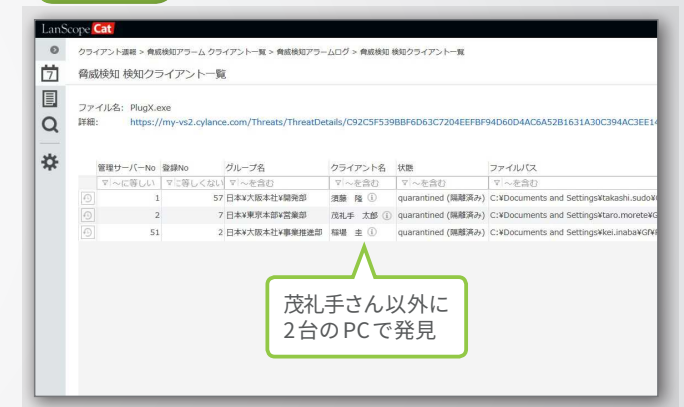 LanScope Cat
クライアント通報 > 脅威検知アラーム クライアント一覧 > 脅威検知アラームログ > 脅威検知 検知クライアント一覧
7
脅威検知 検知クライアント一覧
ファイル名: PlugX.exe
詳細: https://my-vs2.cylance.com/Threats/ThreatDetails/C92C5F539BBF6D63C7204EEFBF94D60D4AC6A52B1631A30C394AC3EE14
管理サーバーNo 登録No グループ名 クライアント名 状態 ファイルパス
～に等しい ～に等しくない ～を含む ～を含む ～を含む ～を含む
1 57 日本¥大阪本社¥開発部 須藤 隆 quarantined (隔離済み) C:¥Documents and Settings¥takashi.sudo¥
2 7 日本¥東京本部¥営業部 茂礼手 太郎 quarantined (隔離済み) C:¥Documents and Settings¥taro.morete¥G
51 2 日本¥大阪本社¥事業推進部 稲場 圭 quarantined (隔離済み) C:¥Documents and Settings¥kei.inaba¥Gf¥
茂礼手さん以外に
2台のPCで発見